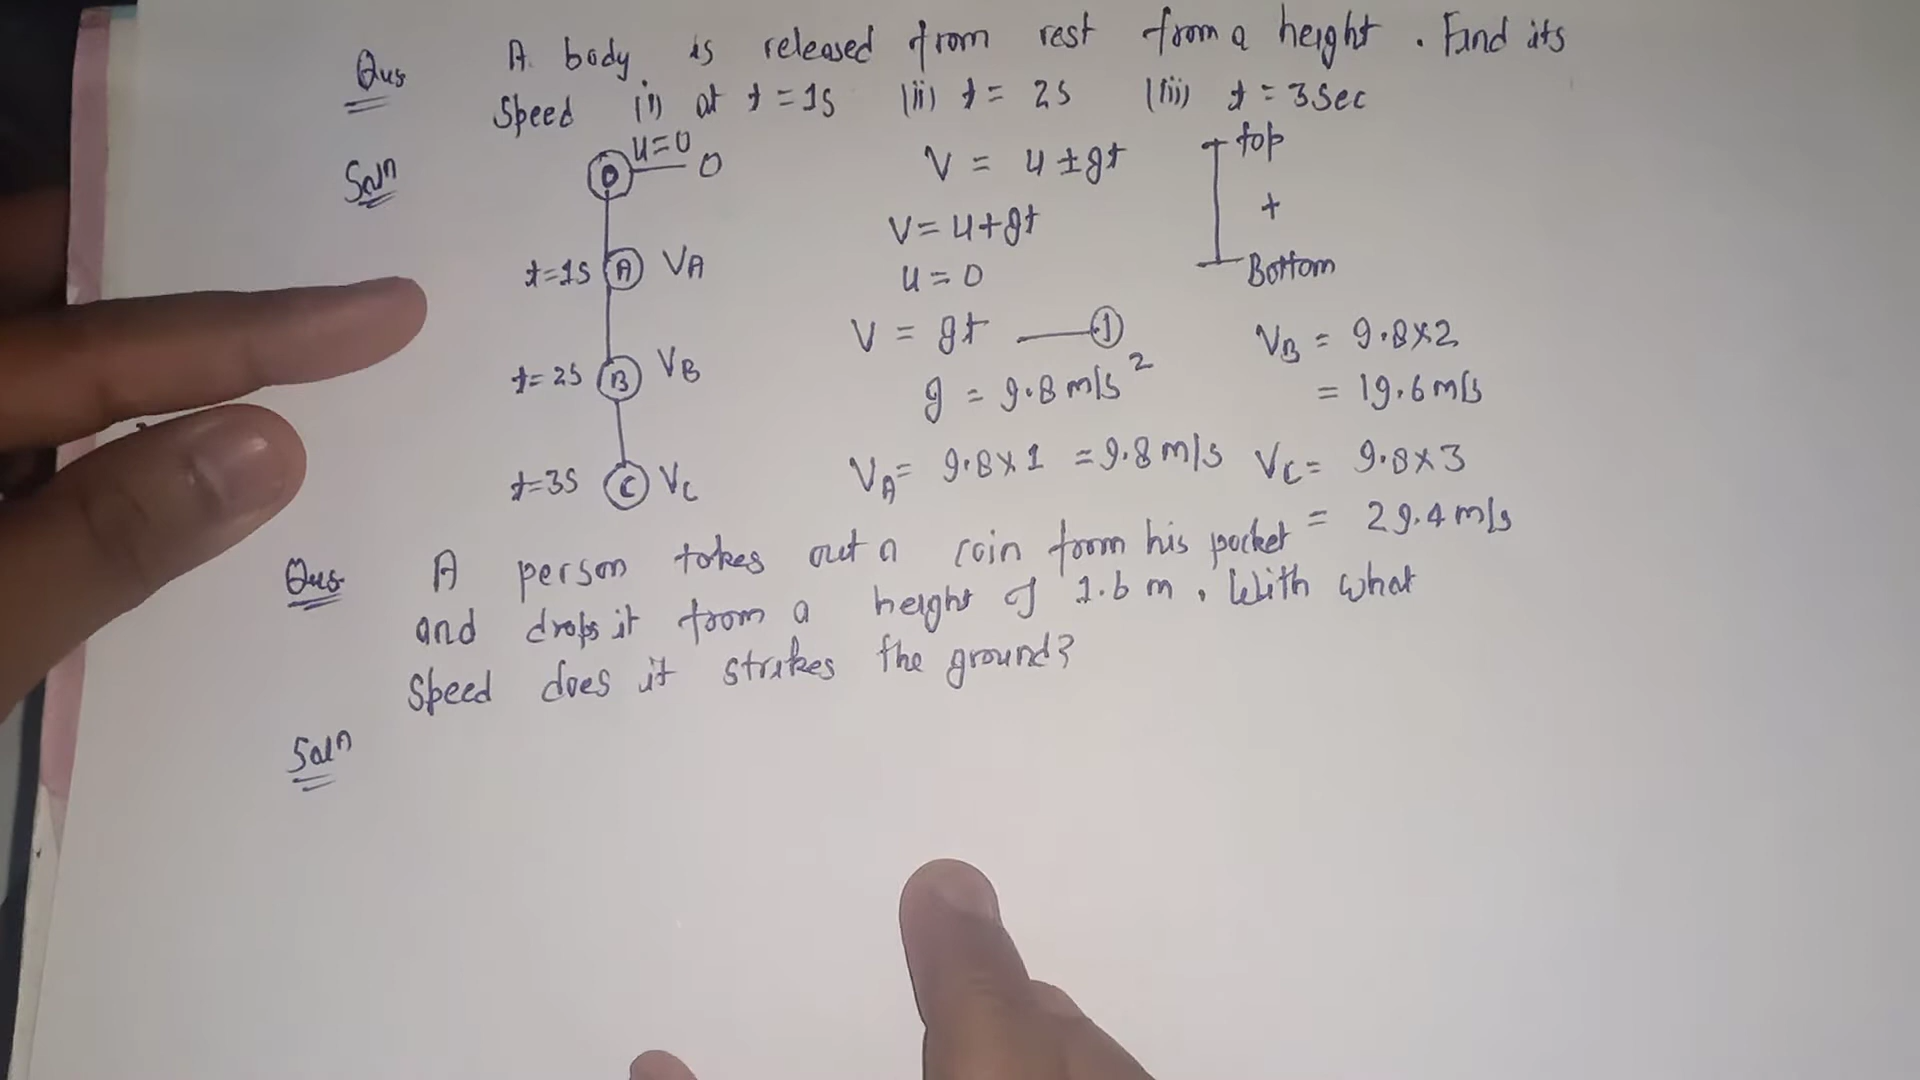 Qus A body is released from rest from a height. Find its
Speed (i) at t=1s (ii) t= 2s (iii) t=3sec
Soln
u=0
O
t=1s A VA
t=2s B VB
t=3s C VC
V = u ± gt
V= u+gt
u=0
V = gt — 1
g = 9.8 m/s²
VA= 9.8×1 =9.8m/s
top
+
Bottom
VB = 9.8×2
= 19.6m/s
VC= 9.8×3
= 29.4m/s
Qus A person takes out a coin from his pocket
and drops it from a height of 1.6 m. With what
Speed does it strikes the ground?
Soln